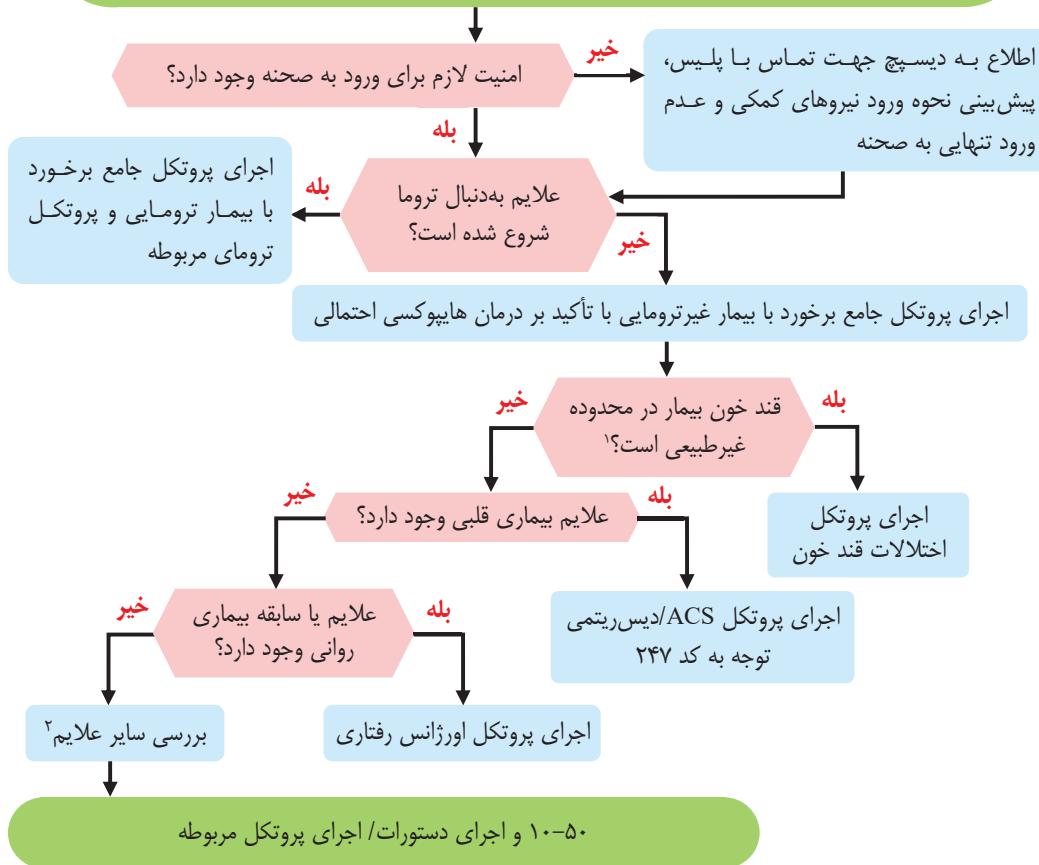 امنیت لازم برای ورود به صحنه وجود دارد؟
خیر
اطلاع به دیسپچ جهت تماس با پلیس،
پیش‌بینی نحوه ورود نیروهای کمکی و عدم
ورود تنهایی به صحنه
بله
علایم به‌دنبال تروما
شروع شده است؟
بله
اجرای پروتکل جامع برخورد
با بیمار ترومایی و پروتکل
ترومای مربوطه
خیر
اجرای پروتکل جامع برخورد با بیمار غیرترومایی با تأکید بر درمان هایپوکسی احتمالی
قند خون بیمار در محدوده
غیرطبیعی است؟۱
بله
اجرای پروتکل
اختلالات قند خون
خیر
علایم بیماری قلبی وجود دارد؟
بله
اجرای پروتکل ACS/دیس‌ریتمی
توجه به کد ۲۴۷
خیر
علایم یا سابقه بیماری
روانی وجود دارد؟
بله
اجرای پروتکل اورژانس رفتاری
خیر
بررسی سایر علایم۲
۱۰-۵۰ و اجرای دستورات/ اجرای پروتکل مربوطه